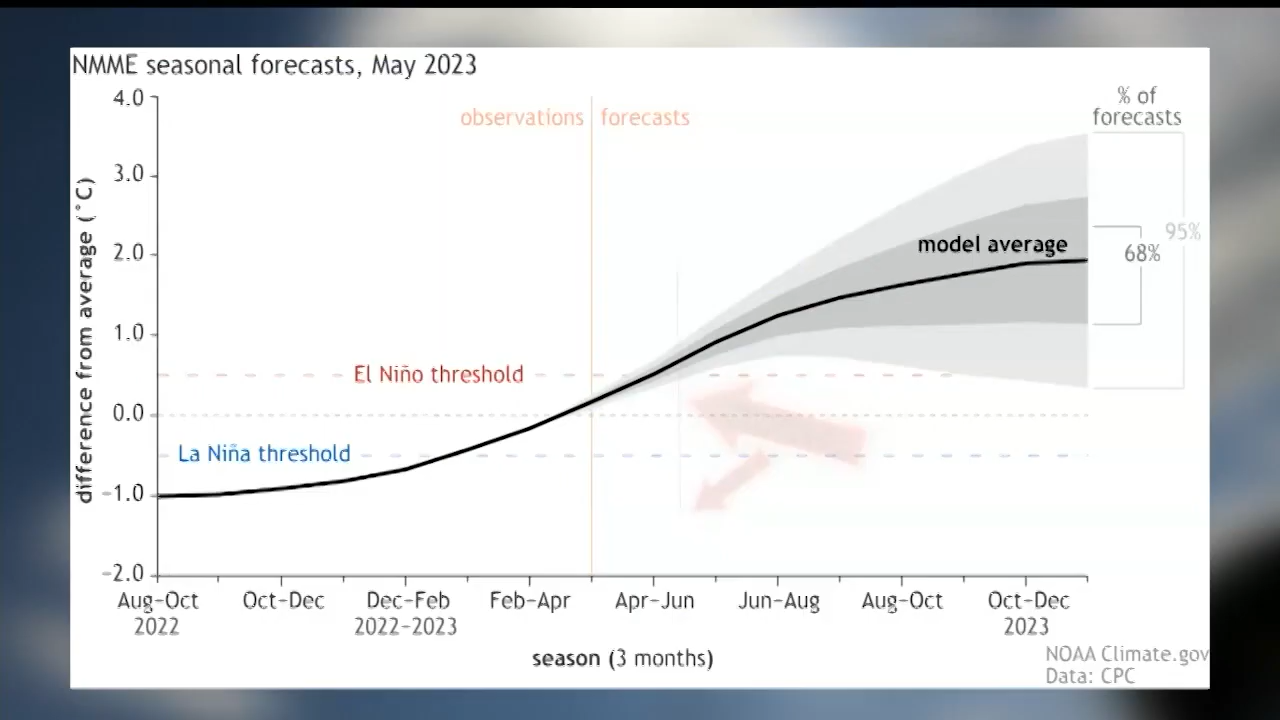 NMME seasonal forecasts, May 2023
% of
forecasts
4.0
observations
forecasts
3.0
95%
model average
68%
2.0
1.0
El Niño threshold
0.0
La Niña threshold
−1.0
−2.0
difference from average (˚C)
Aug–Oct
2022
Oct–Dec
Dec–Feb
2022–2023
Feb–Apr
Apr–Jun
Jun–Aug
Aug–Oct
Oct–Dec
2023
season (3 months)
NOAA Climate.gov
Data: CPC